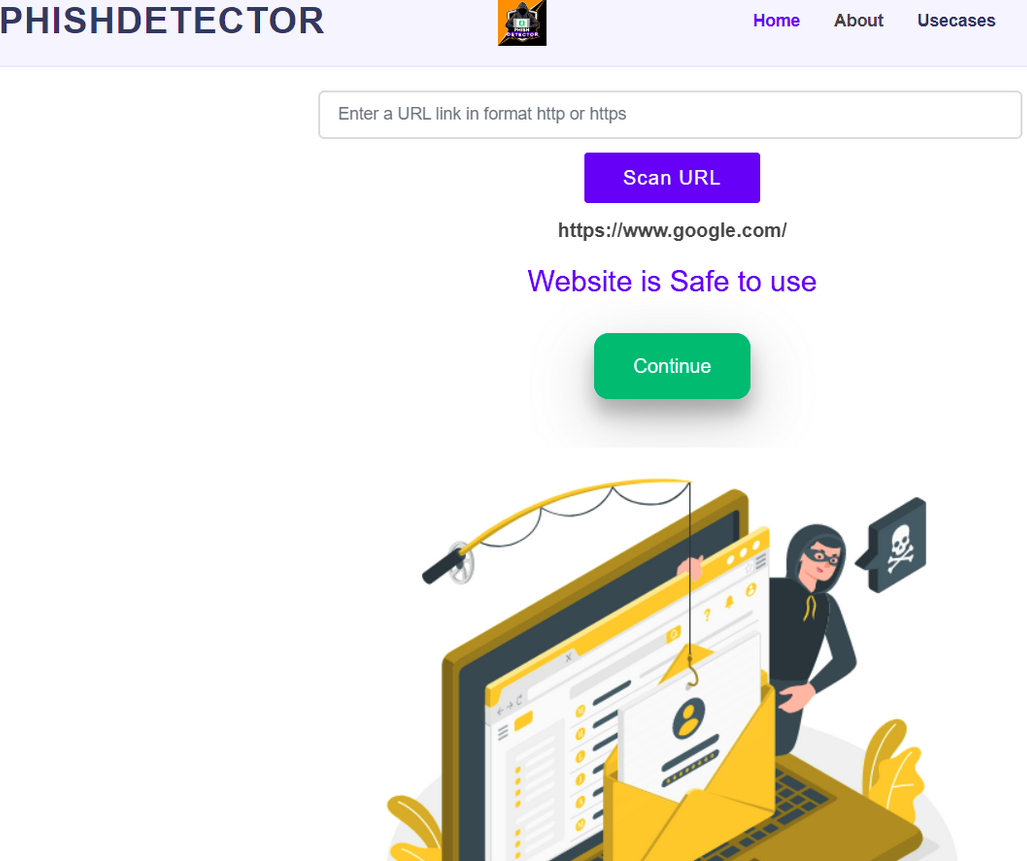 PHISHDETECTOR
PHISH
DETECTOR
Home About Usecases
Enter a URL link in format http or https
Scan URL
https://www.google.com/
Website is Safe to use
Continue
X
?